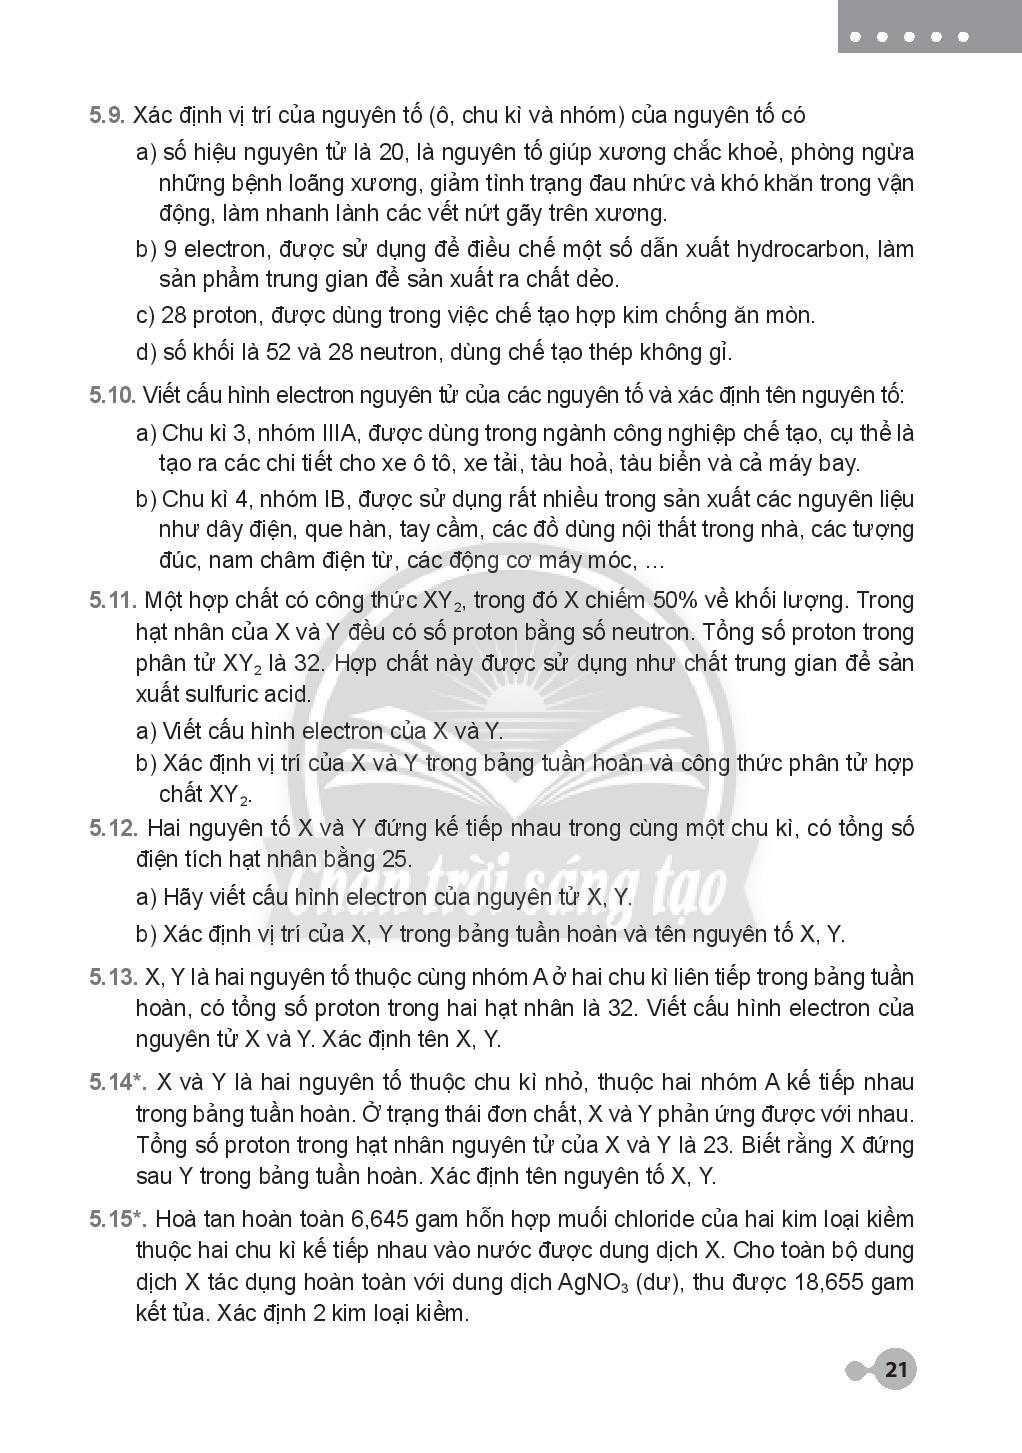 5.9. Xác định vị trí của nguyên tố (ô, chu kì và nhóm) của nguyên tố có
a) số hiệu nguyên tử là 20, là nguyên tố giúp xương chắc khoẻ, phòng ngừa
những bệnh loãng xương, giảm tình trạng đau nhức và khó khăn trong vận
động, làm nhanh lành các vết nứt gãy trên xương.
b) 9 electron, được sử dụng để điều chế một số dẫn xuất hydrocarbon, làm
sản phẩm trung gian để sản xuất ra chất dẻo.
c) 28 proton, được dùng trong việc chế tạo hợp kim chống ăn mòn.
d) số khối là 52 và 28 neutron, dùng chế tạo thép không gỉ.
5.10. Viết cấu hình electron nguyên tử của các nguyên tố và xác định tên nguyên tố:
a) Chu kì 3, nhóm IIIA, được dùng trong ngành công nghiệp chế tạo, cụ thể là
tạo ra các chi tiết cho xe ô tô, xe tải, tàu hoả, tàu biển và cả máy bay.
b) Chu kì 4, nhóm IB, được sử dụng rất nhiều trong sản xuất các nguyên liệu
như dây điện, que hàn, tay cầm, các đồ dùng nội thất trong nhà, các tượng
đúc, nam châm điện từ, các động cơ máy móc, …
5.11. Một hợp chất có công thức XY₂, trong đó X chiếm 50% về khối lượng. Trong
hạt nhân của X và Y đều có số proton bằng số neutron. Tổng số proton trong
phân tử XY₂ là 32. Hợp chất này được sử dụng như chất trung gian để sản
xuất sulfuric acid.
a) Viết cấu hình electron của X và Y.
b) Xác định vị trí của X và Y trong bảng tuần hoàn và công thức phân tử hợp
chất XY₂.
5.12. Hai nguyên tố X và Y đứng kế tiếp nhau trong cùng một chu kì, có tổng số
điện tích hạt nhân bằng 25.
a) Hãy viết cấu hình electron của nguyên tử X, Y.
b) Xác định vị trí của X, Y trong bảng tuần hoàn và tên nguyên tố X, Y.
Chân trời sáng tạo
5.13. X, Y là hai nguyên tố thuộc cùng nhóm A ở hai chu kì liên tiếp trong bảng tuần
hoàn, có tổng số proton trong hai hạt nhân là 32. Viết cấu hình electron của
nguyên tử X và Y. Xác định tên X, Y.
5.14*. X và Y là hai nguyên tố thuộc chu kì nhỏ, thuộc hai nhóm A kế tiếp nhau
trong bảng tuần hoàn. Ở trạng thái đơn chất, X và Y phản ứng được với nhau.
Tổng số proton trong hạt nhân nguyên tử của X và Y là 23. Biết rằng X đứng
sau Y trong bảng tuần hoàn. Xác định tên nguyên tố X, Y.
5.15*. Hoà tan hoàn toàn 6,645 gam hỗn hợp muối chloride của hai kim loại kiềm
thuộc hai chu kì kế tiếp nhau vào nước được dung dịch X. Cho toàn bộ dung
dịch X tác dụng hoàn toàn với dung dịch AgNO₃ (dư), thu được 18,655 gam
kết tủa. Xác định 2 kim loại kiềm.
21